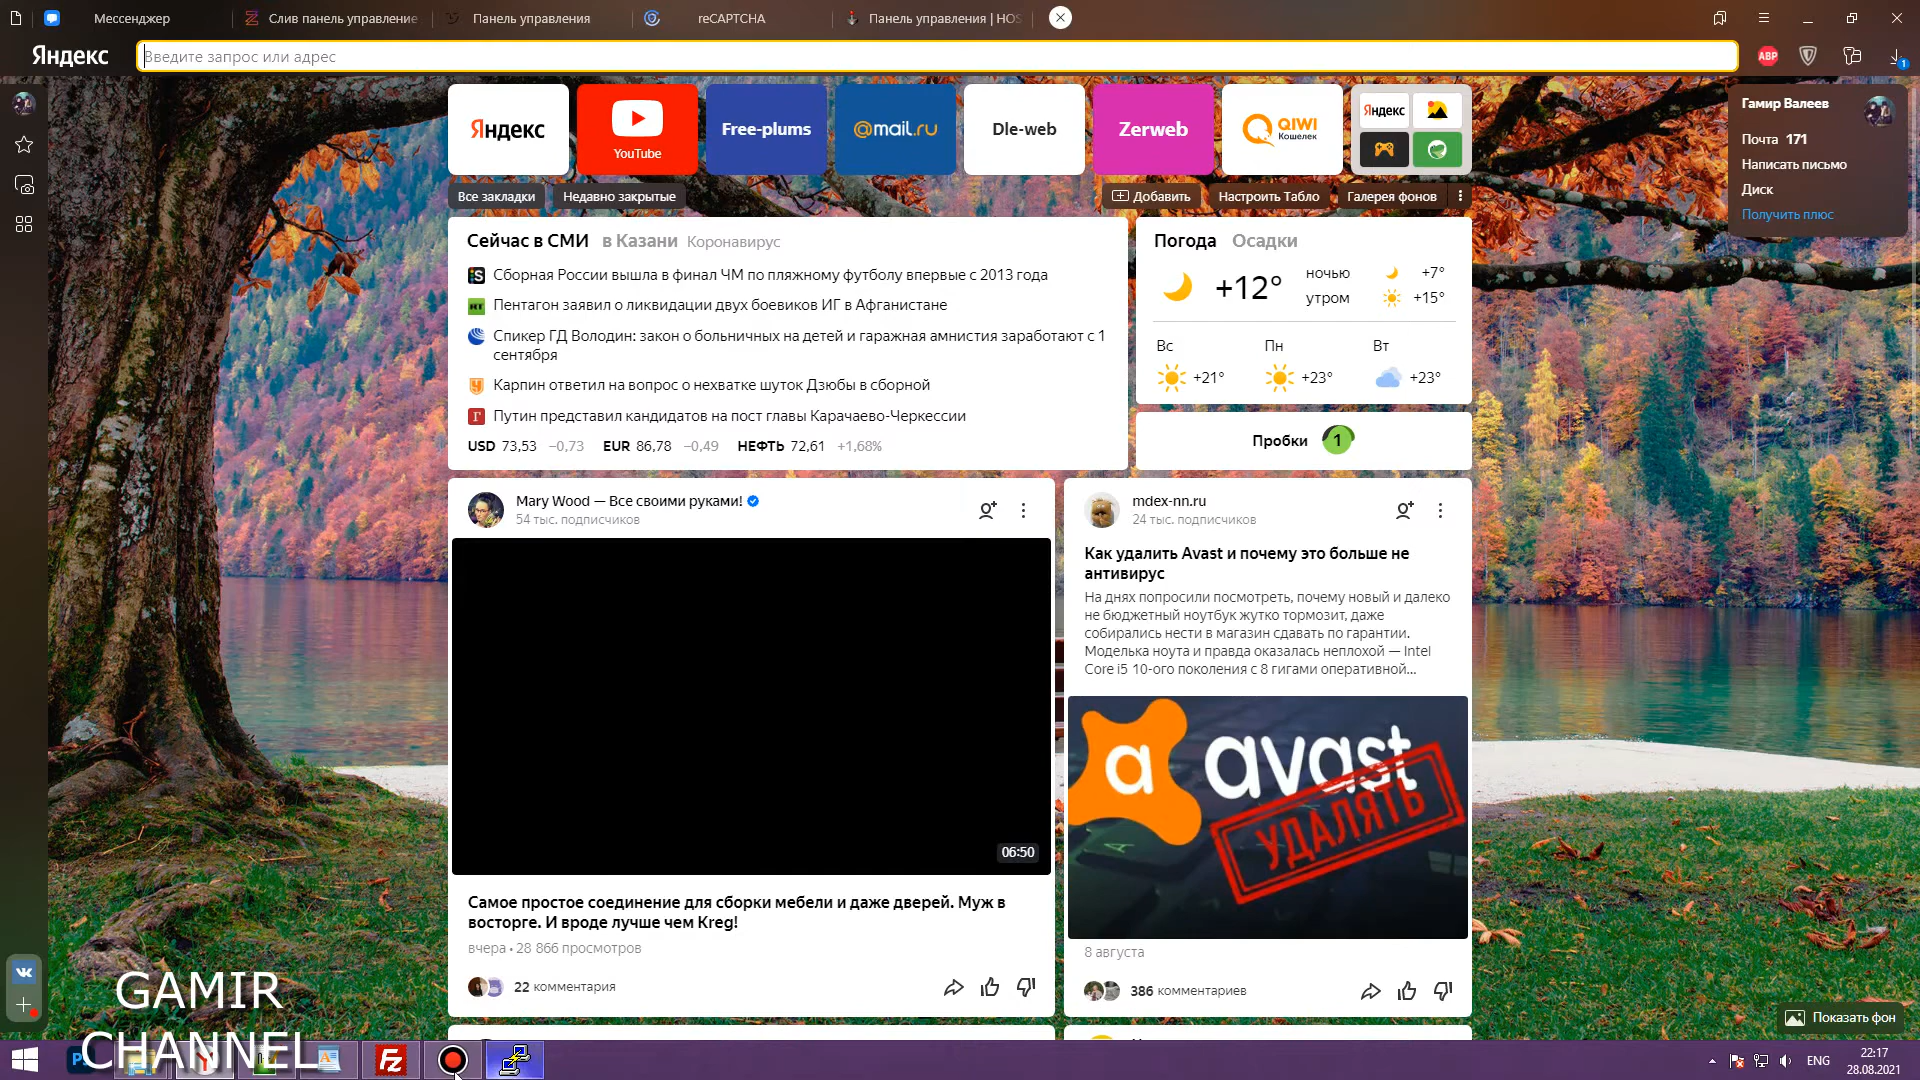 Мессенджер
Слив панель управление
Панель управления
reCAPTCHA
Панель управления | HOS
Яндекс
Введите запрос или адрес
ABP
1
Яндекс
YouTube
Free-plums
@mail.ru
Dle-web
Zerweb
QIWI
Кошелек
Яндекс
Все закладки
Недавно закрытые
Добавить
Настроить Табло
Галерея фонов
Гамир Валеев
Почта 171
Написать письмо
Диск
Получить плюс
Сейчас в СМИ в Казани Коронавирус
Сборная России вышла в финал ЧМ по пляжному футболу впервые с 2013 года
Пентагон заявил о ликвидации двух боевиков ИГ в Афганистане
Спикер ГД Володин: закон о больничных на детей и гаражная амнистия заработают с 1
сентября
Карпин ответил на вопрос о нехватке шуток Дзюбы в сборной
Путин представил кандидатов на пост главы Карачаево-Черкессии
USD 73,53 −0,73 EUR 86,78 −0,49 НЕФТЬ 72,61 +1,68%
Погода Осадки
+12°
ночью +7°
утром +15°
Вс Пн Вт
+21° +23° +23°
Пробки 1
Mary Wood — Все своими руками!
54 тыс. подписчиков
06:50
Самое простое соединение для сборки мебели и даже дверей. Муж в
восторге. И вроде лучше чем Kreg!
вчера • 28 866 просмотров
22 комментария
mdex-nn.ru
24 тыс. подписчиков
Как удалить Avast и почему это больше не
антивирус
На днях попросили посмотреть, почему новый и далеко
не бюджетный ноутбук жутко тормозит, даже
собирались нести в магазин сдавать по гарантии.
Моделька ноута и правда оказалась неплохой — Intel
Core i5 10-ого поколения с 8 гигами оперативной...
avast
УДАЛЯТЬ
8 августа
386 комментариев
Показать фон
GAMIR
CHANNEL
ENG
22:17
28.08.2021